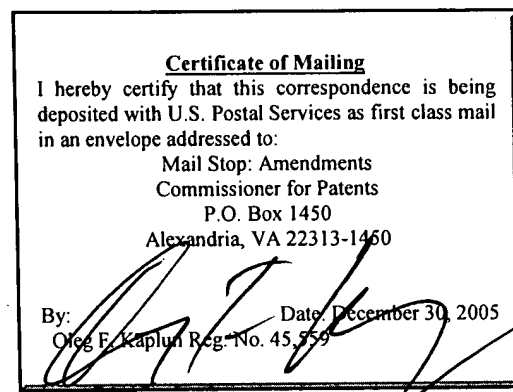 Certificate of Mailing
I hereby certify that this correspondence is being
deposited with U.S. Postal Services as first class mail
in an envelope addressed to:
Mail Stop: Amendments
Commissioner for Patents
P.O. Box 1450
Alexandria, VA 22313-1450
By: Date: December 30, 2005
Oleg F. Kaplun Reg. No. 45,559